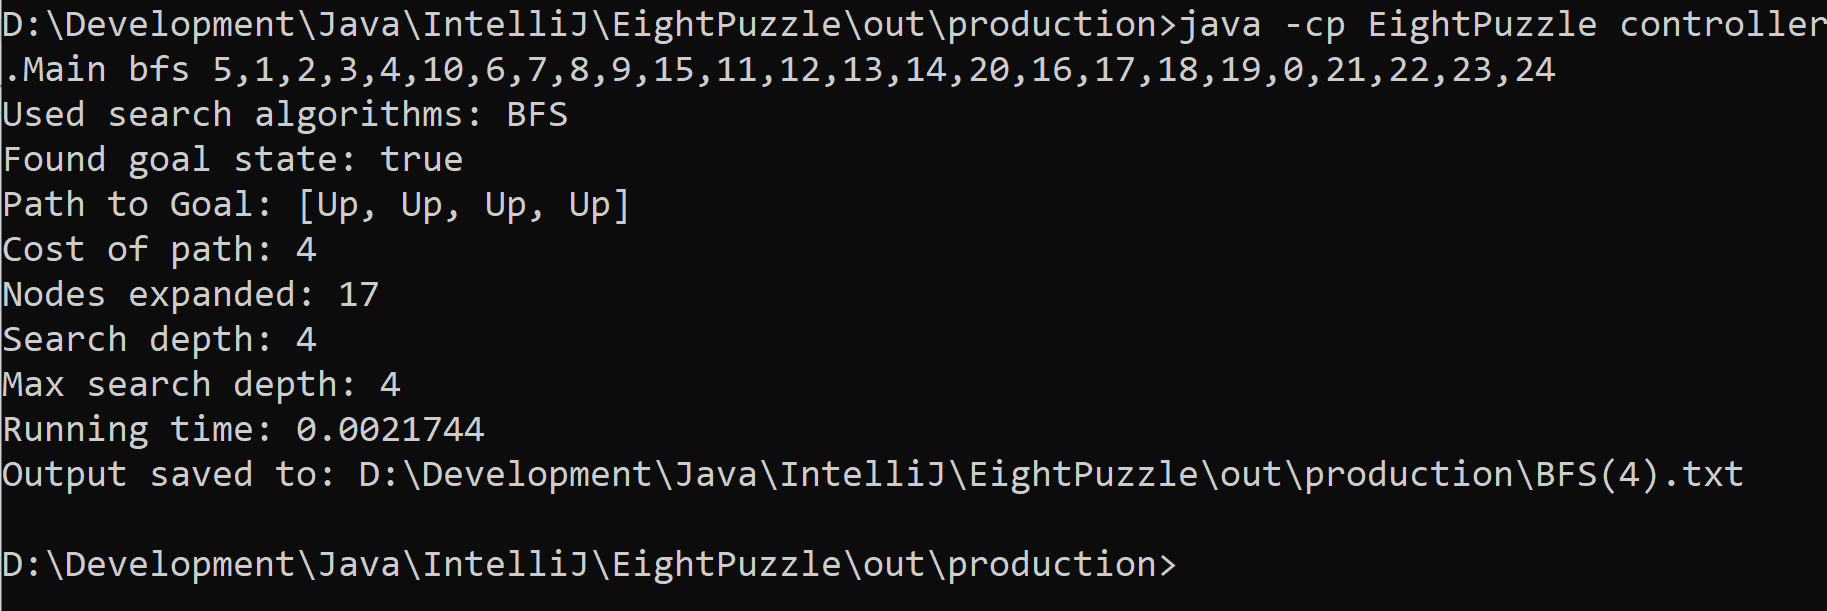 D:\Development\Java\IntelliJ\EightPuzzle\out\production>java -cp EightPuzzle controller
.Main bfs 5,1,2,3,4,10,6,7,8,9,15,11,12,13,14,20,16,17,18,19,0,21,22,23,24
Used search algorithms: BFS
Found goal state: true
Path to Goal: [Up, Up, Up, Up]
Cost of path: 4
Nodes expanded: 17
Search depth: 4
Max search depth: 4
Running time: 0.0021744
Output saved to: D:\Development\Java\IntelliJ\EightPuzzle\out\production\BFS(4).txt
D:\Development\Java\IntelliJ\EightPuzzle\out\production>